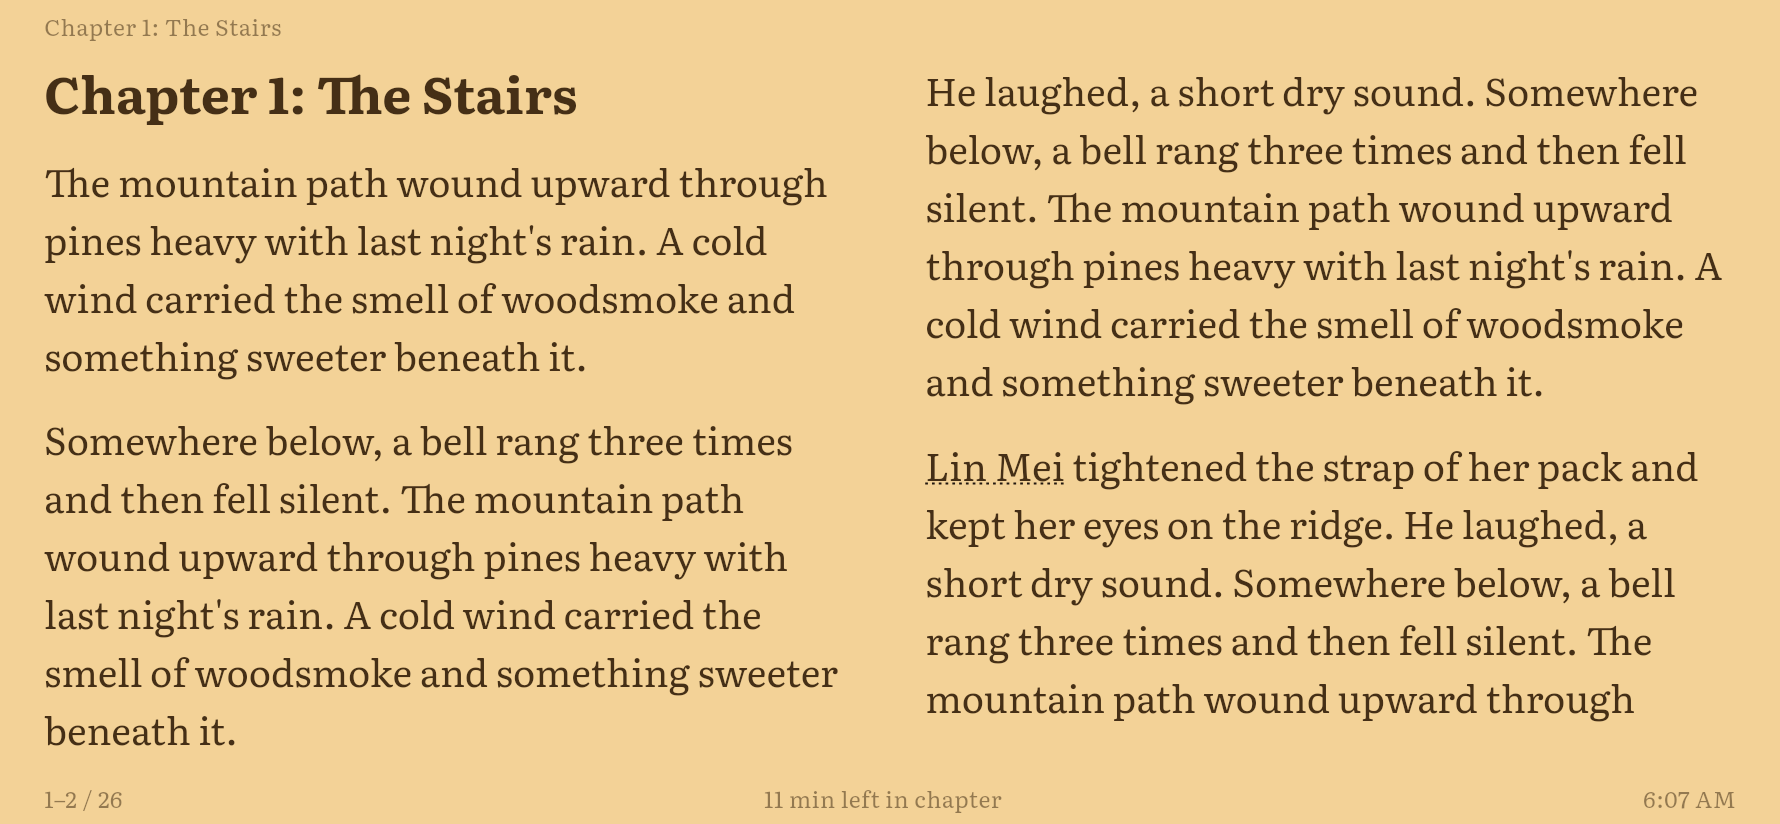 Chapter 1: The Stairs
Chapter 1: The Stairs
The mountain path wound upward through
pines heavy with last night's rain. A cold
wind carried the smell of woodsmoke and
something sweeter beneath it.
Somewhere below, a bell rang three times
and then fell silent. The mountain path
wound upward through pines heavy with
last night's rain. A cold wind carried the
smell of woodsmoke and something sweeter
beneath it.
He laughed, a short dry sound. Somewhere
below, a bell rang three times and then fell
silent. The mountain path wound upward
through pines heavy with last night's rain. A
cold wind carried the smell of woodsmoke
and something sweeter beneath it.
Lin Mei tightened the strap of her pack and
kept her eyes on the ridge. He laughed, a
short dry sound. Somewhere below, a bell
rang three times and then fell silent. The
mountain path wound upward through
1–2 / 26
11 min left in chapter
6:07 AM